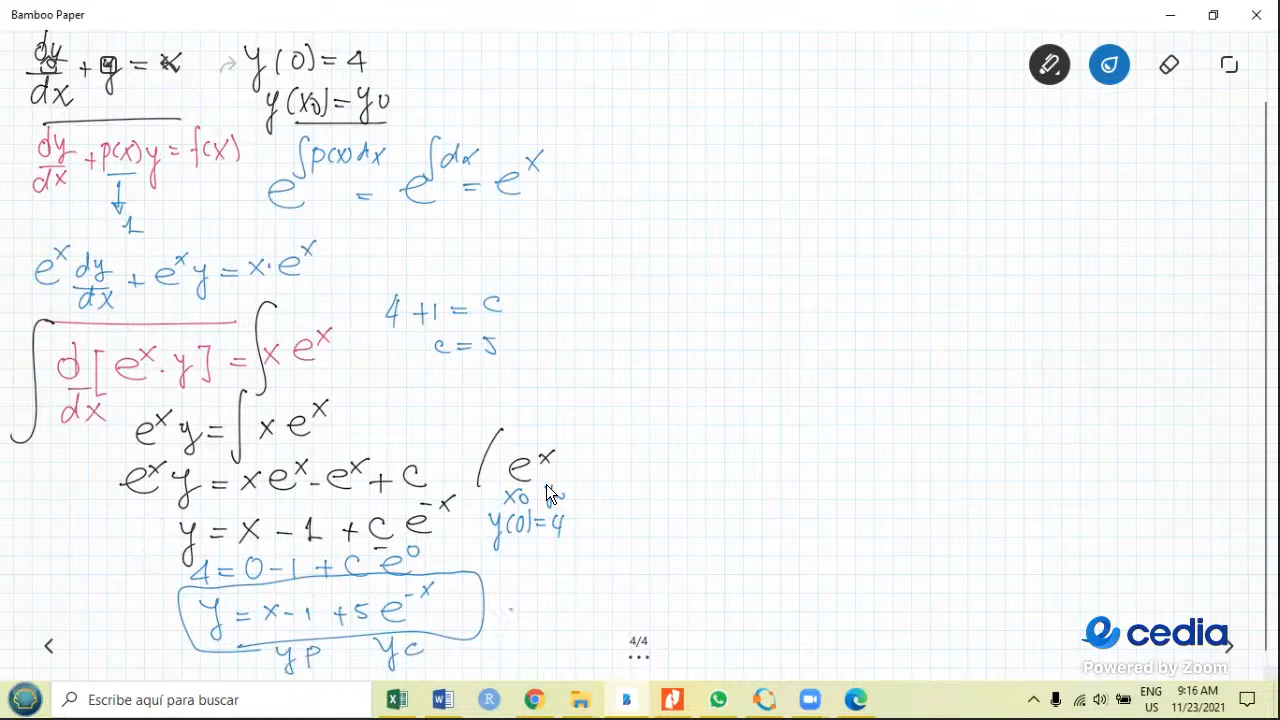 Bamboo Paper
dy/dx + y = x
y(0) = 4
y(x0) = y0
dy/dx + p(x)y = f(x)
↓
1
e^∫p(x)dx = e^∫dx = e^x
e^x dy/dx + e^x y = x · e^x
4 + 1 = c
c = 5
∫ d/dx [e^x . y] = ∫ x e^x
e^x y = ∫ x e^x
e^x y = x e^x - e^x + c
( e^x
y = x - 1 + c e^-x
x0
y(0) = 4
4 = 0 - 1 + c e^0
y = x - 1 + 5 e^-x
yp yc
4/4
cedia
Powered by Zoom
Escribe aquí para buscar
ENG
US
9:16 AM
11/23/2021